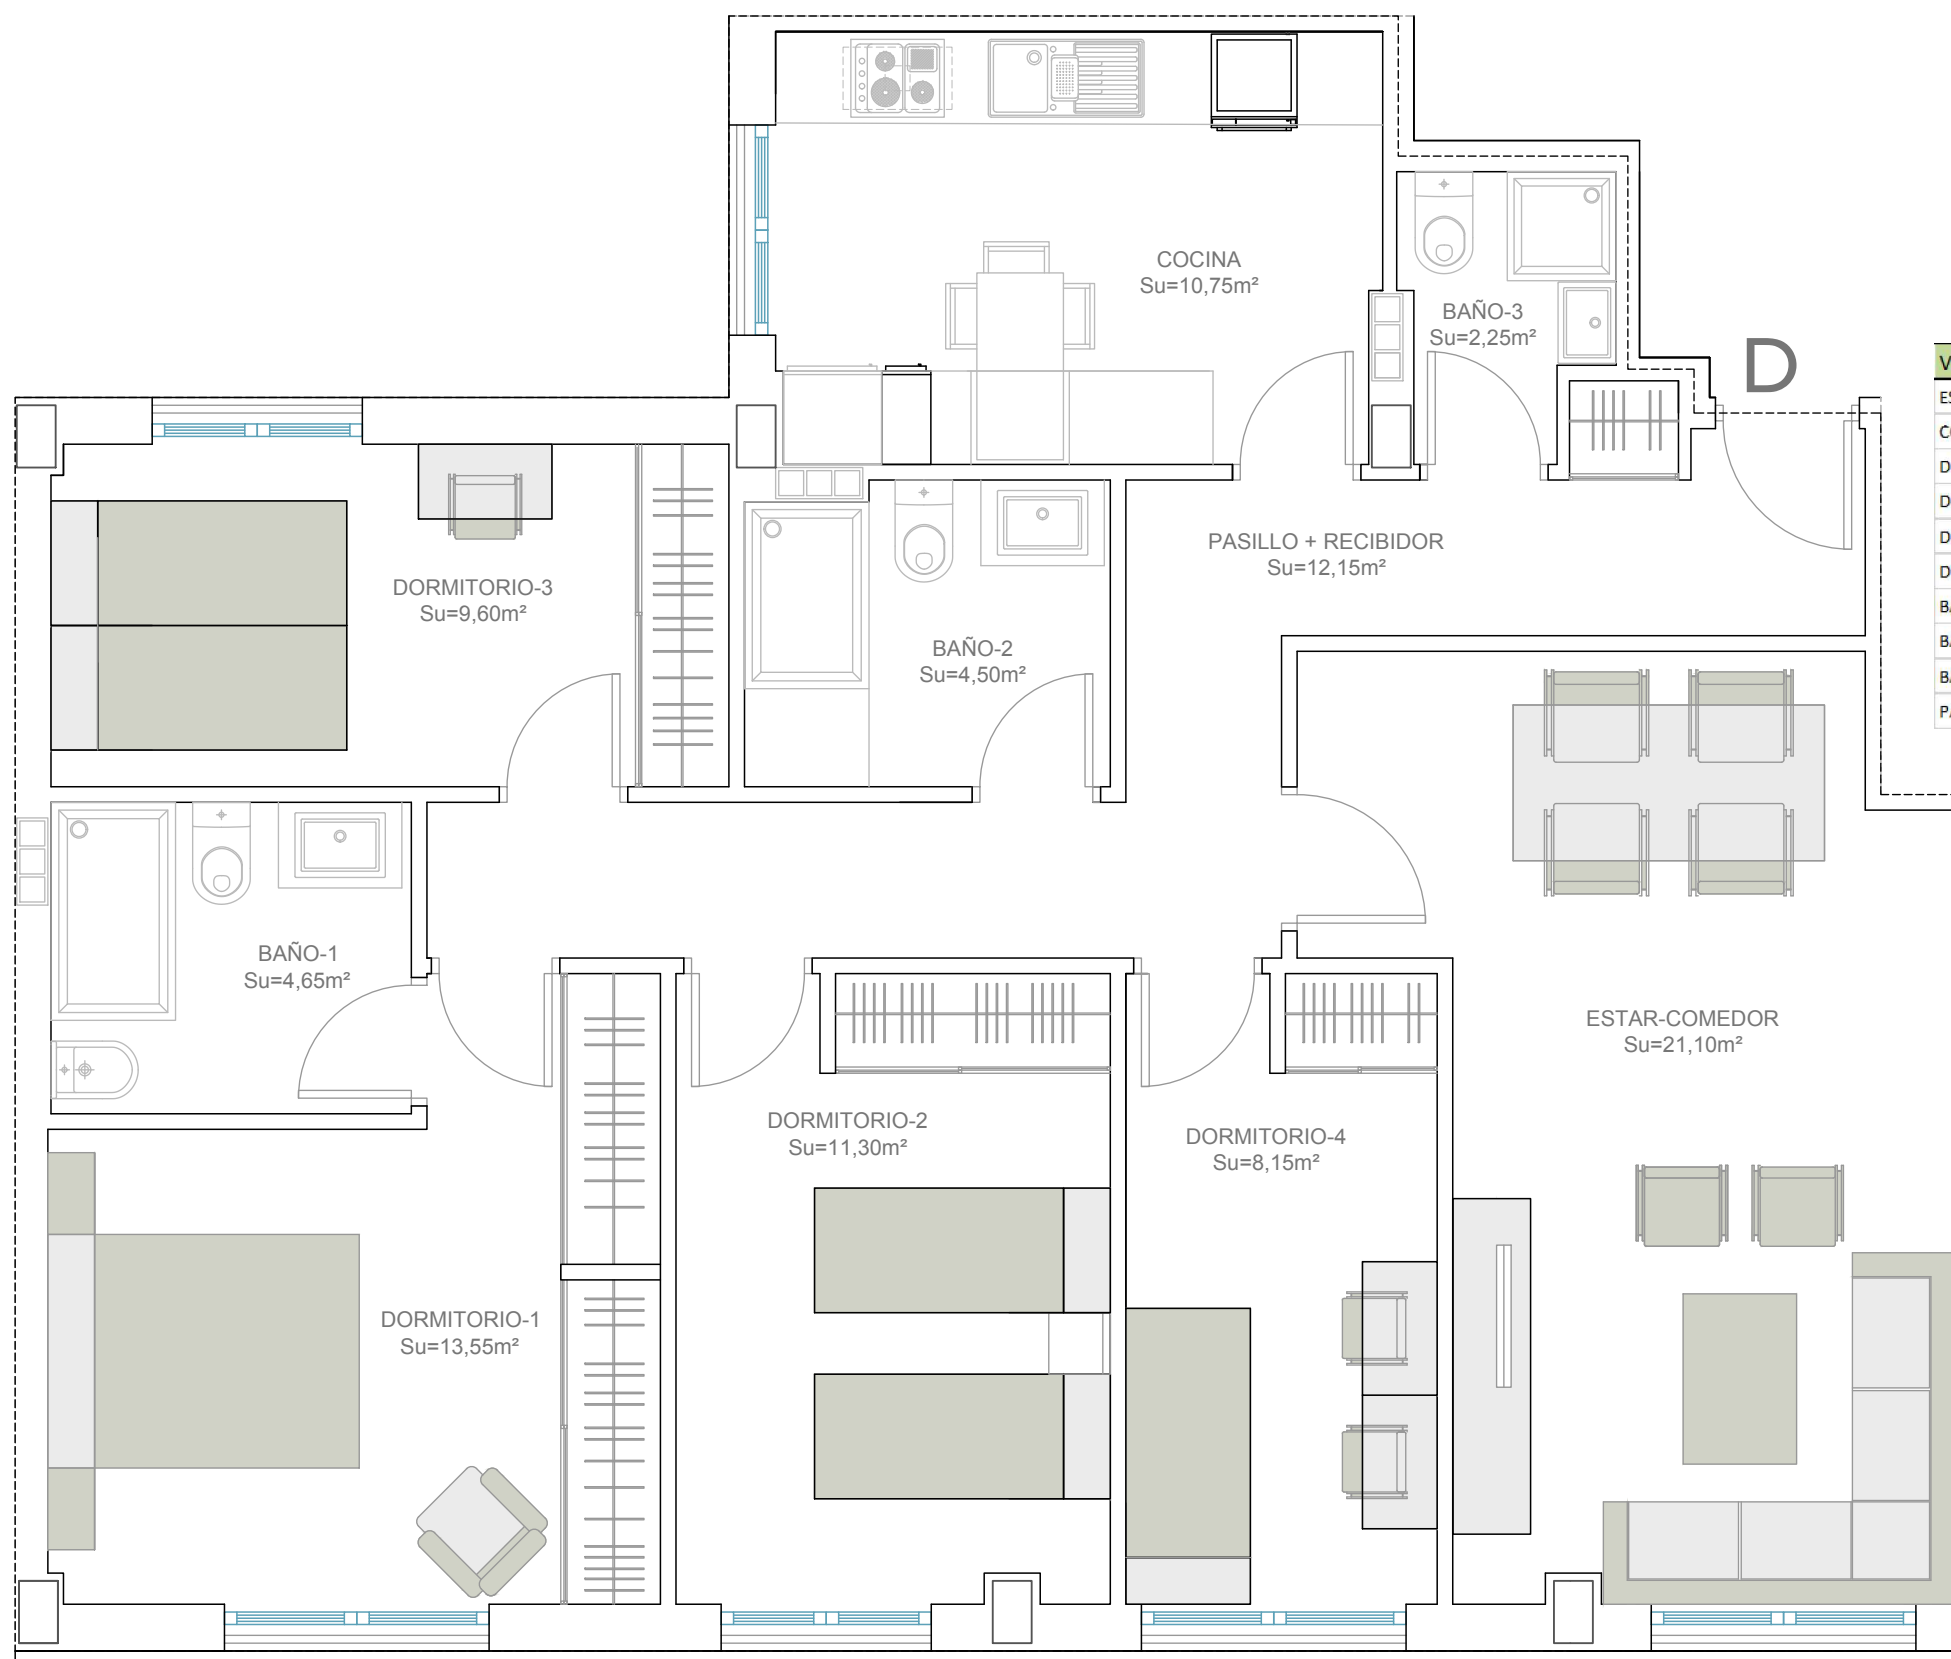 COCINA
Su=10,75m²
BAÑO-3
Su=2,25m²
D
PASILLO + RECIBIDOR
Su=12,15m²
DORMITORIO-3
Su=9,60m²
BAÑO-2
Su=4,50m²
BAÑO-1
Su=4,65m²
ESTAR-COMEDOR
Su=21,10m²
DORMITORIO-2
Su=11,30m²
DORMITORIO-4
Su=8,15m²
DORMITORIO-1
Su=13,55m²